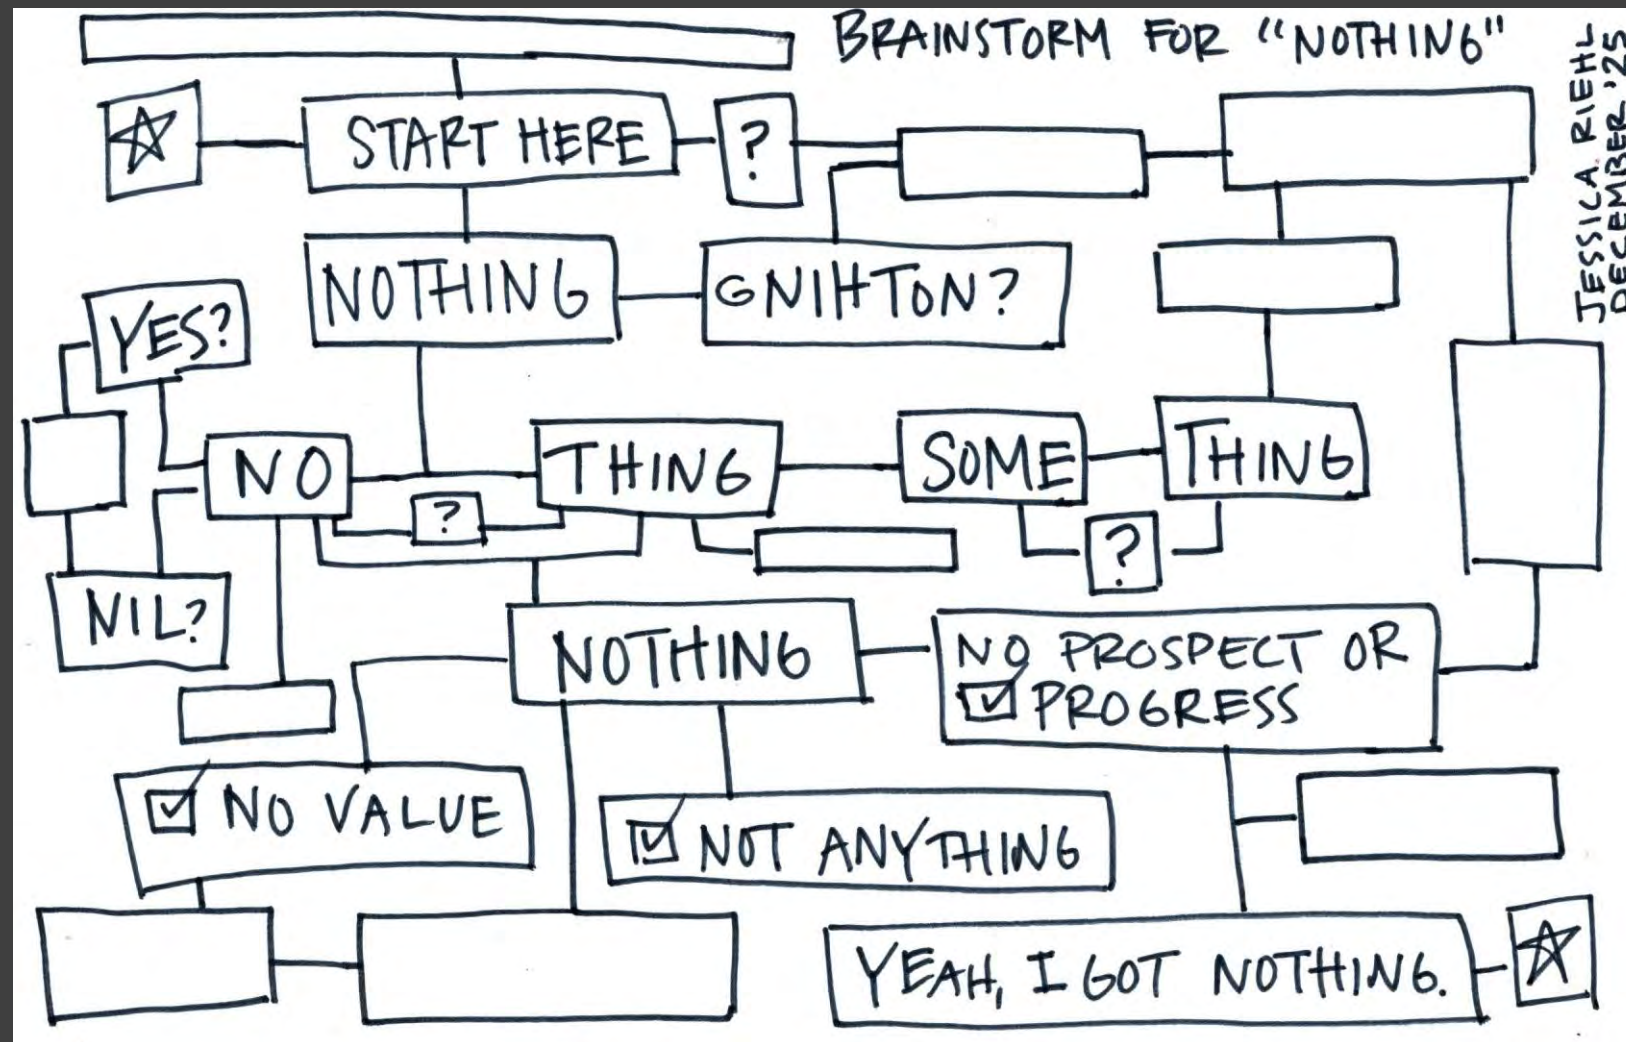 BRAINSTORM FOR "NOTHING"
JESSICA RIEHL
DECEMBER '25
START HERE
?
NOTHING
GNIHTON?
YES?
NO
THING
SOME
THING
?
?
NIL?
NOTHING
NO PROSPECT OR
PROGRESS
NO VALUE
NOT ANYTHING
YEAH, I GOT NOTHING.